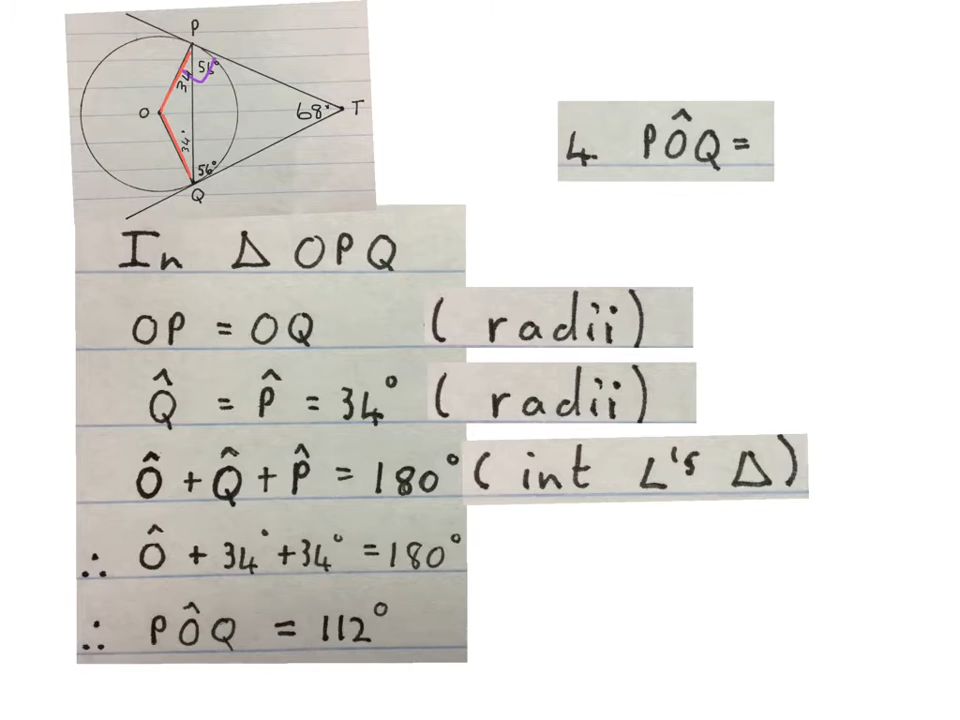 P
56°
34
O
68°
T
34°
56°
Q
4. PÔQ =
In Δ OPQ
OP = OQ (radii)
Q̂ = P̂ = 34° (radii)
Ô + Q̂ + P̂ = 180° (int ∠'s Δ)
∴ Ô + 34° + 34° = 180°
∴ PÔQ = 112°